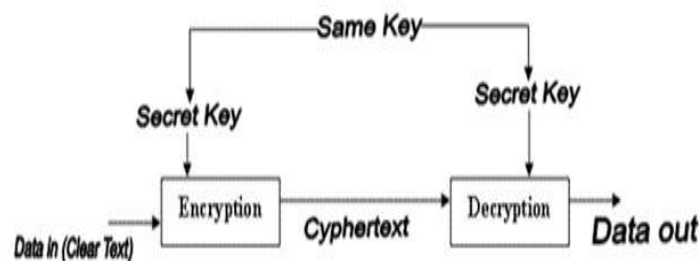 Same Key
Secret Key
Secret Key
Encryption
Decryption
Cyphertext
Data out
Data in (Clear Text)